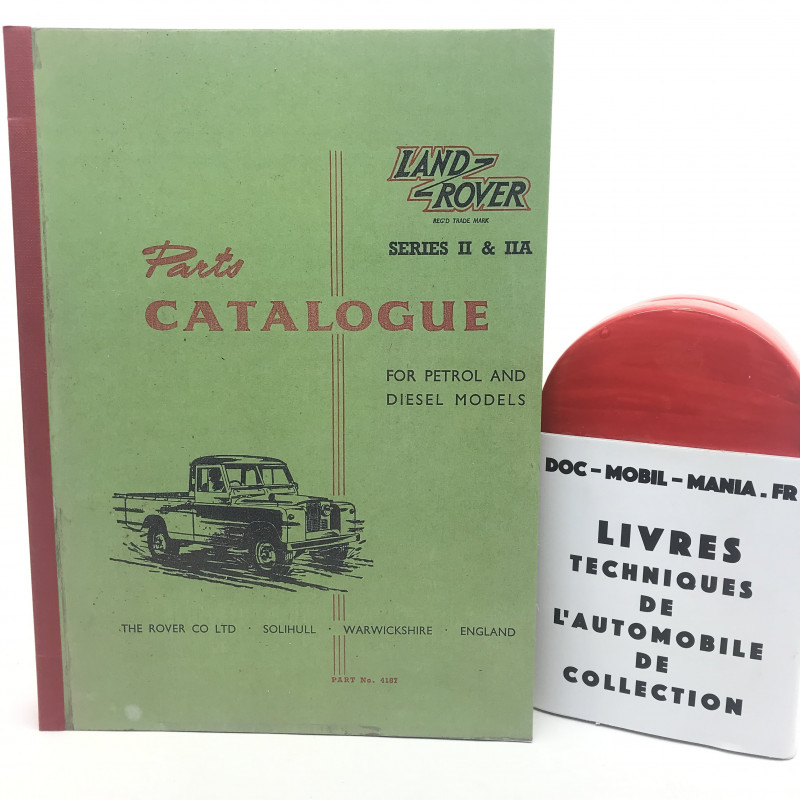 LAND
ROVER
REG'D TRADE MARK
SERIES II & IIA
Parts
CATALOGUE
FOR PETROL AND
DIESEL MODELS
THE ROVER CO LTD · SOLIHULL · WARWICKSHIRE · ENGLAND
PART No. 4187
DOC-MOBIL-MANIA.FR
LIVRES
TECHNIQUES
DE
L'AUTOMOBILE
DE
COLLECTION